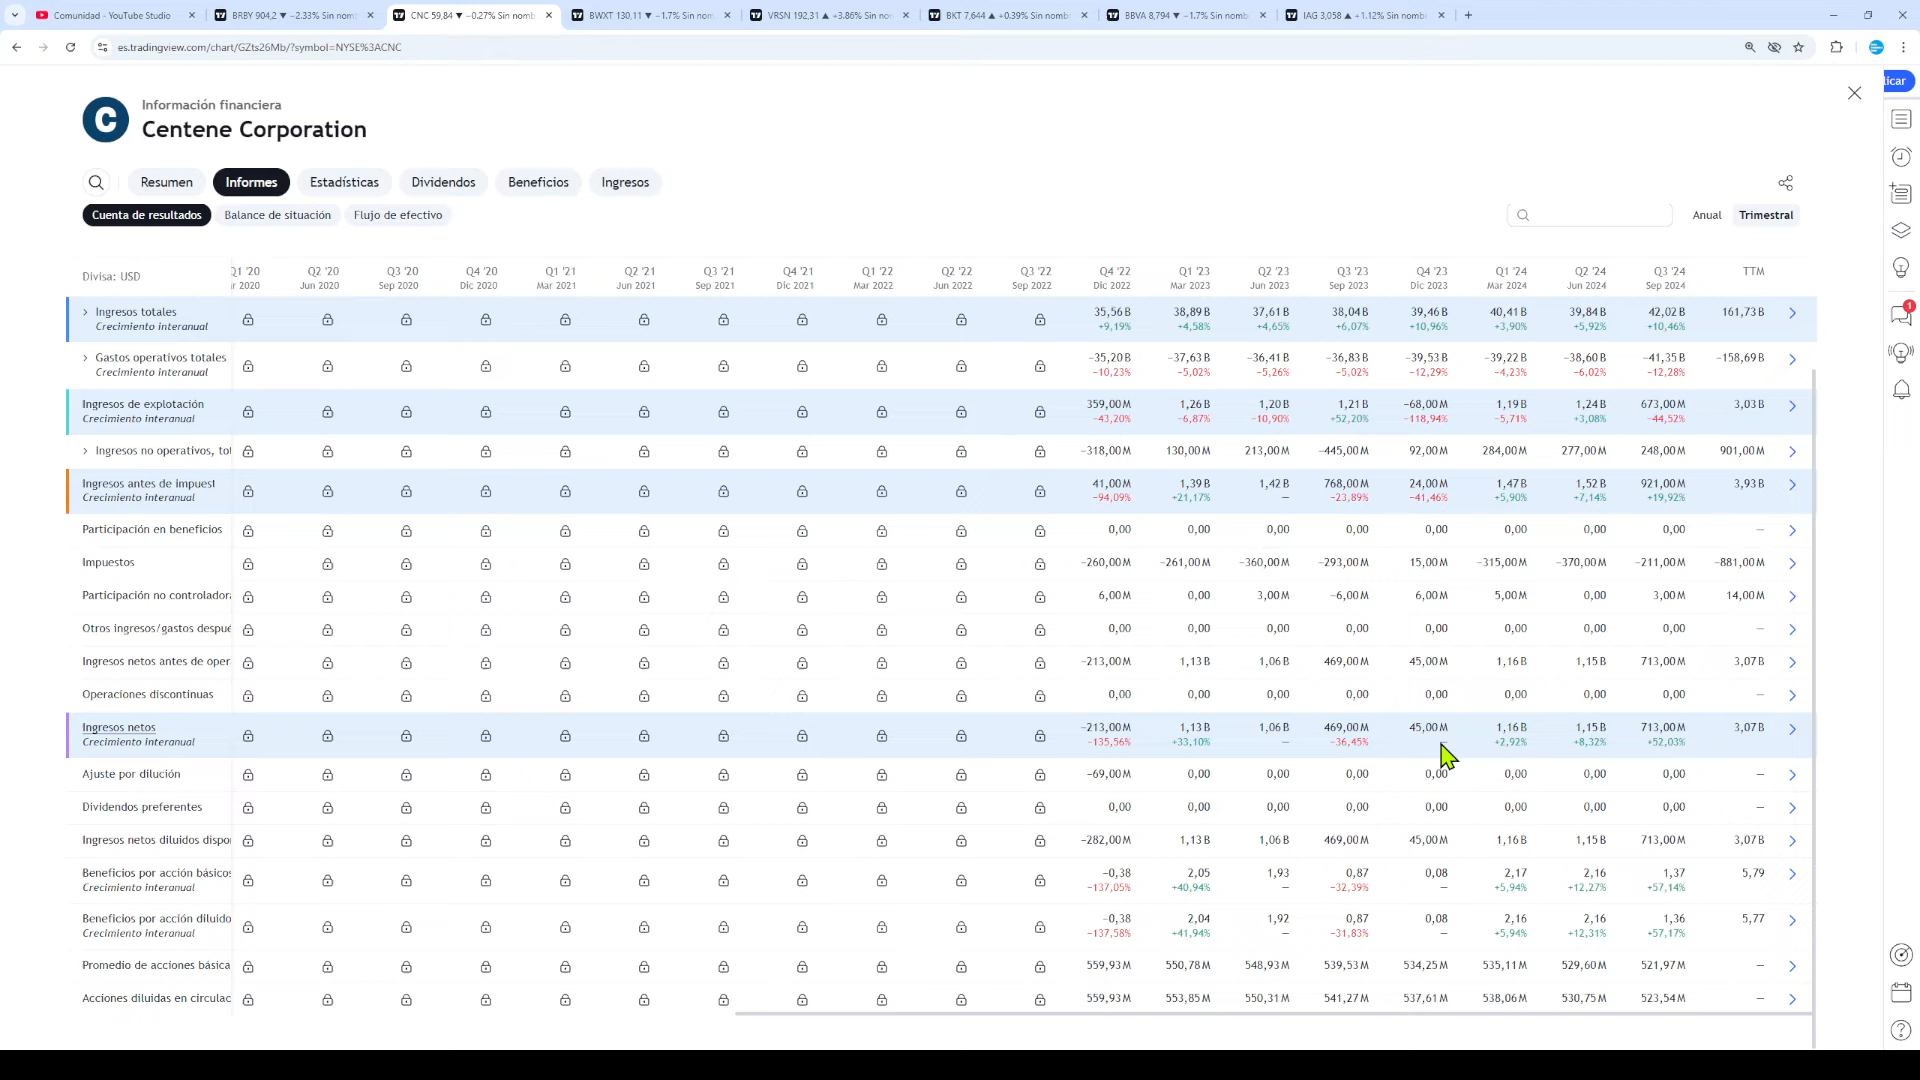 Comunidad - YouTube Studio
BRBY 904,2 ▼ −2.33% Sin nom
CNC 59,84 ▼ −0.27% Sin nombr
BWXT 130,11 ▼ −1.7% Sin nom
VRSN 192,31 ▲ +3.86% Sin nom
BKT 7,644 ▲ +0.39% Sin nomb
BBVA 8,794 ▼ −1.7% Sin nomb
IAG 3,058 ▲ +1.12% Sin nomb
es.tradingview.com/chart/GZts26Mb/?symbol=NYSE%3ACNC
licar
C
Información financiera
Centene Corporation
Resumen Informes Estadísticas Dividendos Beneficios Ingresos
Cuenta de resultados Balance de situación Flujo de efectivo Anual Trimestral
Divisa: USD Q1 '20 Q2 '20 Q3 '20 Q4 '20 Q1 '21 Q2 '21 Q3 '21 Q4 '21 Q1 '22 Q2 '22 Q3 '22 Q4 '22 Q1 '23 Q2 '23 Q3 '23 Q4 '23 Q1 '24 Q2 '24 Q3 '24 TTM
r 2020 Jun 2020 Sep 2020 Dic 2020 Mar 2021 Jun 2021 Sep 2021 Dic 2021 Mar 2022 Jun 2022 Sep 2022 Dic 2022 Mar 2023 Jun 2023 Sep 2023 Dic 2023 Mar 2024 Jun 2024 Sep 2024
Ingresos totales 35,56 B 38,89 B 37,61 B 38,04 B 39,46 B 40,41 B 39,84 B 42,02 B 161,73 B
Crecimiento interanual +9,19% +4,58% +4,65% +6,07% +10,96% +3,90% +5,92% +10,46%
Gastos operativos totales −35,20 B −37,63 B −36,41 B −36,83 B −39,53 B −39,22 B −38,60 B −41,35 B −158,69 B
Crecimiento interanual −10,23% −5,02% −5,26% −5,02% −12,29% −4,23% −6,02% −12,28%
Ingresos de explotación 359,00 M 1,26 B 1,20 B 1,21 B −68,00 M 1,19 B 1,24 B 673,00 M 3,03 B
Crecimiento interanual −43,20% −6,87% −10,90% +52,20% −118,94% −5,71% +3,08% −44,52%
Ingresos no operativos, tot −318,00 M 130,00 M 213,00 M −445,00 M 92,00 M 284,00 M 277,00 M 248,00 M 901,00 M
Ingresos antes de impuest 41,00 M 1,39 B 1,42 B 768,00 M 24,00 M 1,47 B 1,52 B 921,00 M 3,93 B
Crecimiento interanual −94,09% +21,17% — −23,89% −41,46% +5,90% +7,14% +19,92%
Participación en beneficios 0,00 0,00 0,00 0,00 0,00 0,00 0,00 0,00 —
Impuestos −260,00 M −261,00 M −360,00 M −293,00 M 15,00 M −315,00 M −370,00 M −211,00 M −881,00 M
Participación no controlador 6,00 M 0,00 3,00 M −6,00 M 6,00 M 5,00 M 0,00 3,00 M 14,00 M
Otros ingresos/gastos despué 0,00 0,00 0,00 0,00 0,00 0,00 0,00 0,00 —
Ingresos netos antes de oper −213,00 M 1,13 B 1,06 B 469,00 M 45,00 M 1,16 B 1,15 B 713,00 M 3,07 B
Operaciones discontinuas 0,00 0,00 0,00 0,00 0,00 0,00 0,00 0,00 —
Ingresos netos −213,00 M 1,13 B 1,06 B 469,00 M 45,00 M 1,16 B 1,15 B 713,00 M 3,07 B
Crecimiento interanual −135,56% +33,10% — −36,45% — +2,92% +8,32% +52,03%
Ajuste por dilución −69,00 M 0,00 0,00 0,00 0,00 0,00 0,00 0,00 —
Dividendos preferentes 0,00 0,00 0,00 0,00 0,00 0,00 0,00 0,00 —
Ingresos netos diluidos dispo −282,00 M 1,13 B 1,06 B 469,00 M 45,00 M 1,16 B 1,15 B 713,00 M 3,07 B
Beneficios por acción básicos −0,38 2,05 1,93 0,87 0,08 2,17 2,16 1,37 5,79
Crecimiento interanual −137,05% +40,94% — −32,39% — +5,94% +12,27% +57,14%
Beneficios por acción diluido −0,38 2,04 1,92 0,87 0,08 2,16 2,16 1,36 5,77
Crecimiento interanual −137,58% +41,94% — −31,83% — +5,94% +12,31% +57,17%
Promedio de acciones básica 559,93 M 550,78 M 548,93 M 539,53 M 534,25 M 535,11 M 529,60 M 521,97 M —
Acciones diluidas en circulac 559,93 M 553,85 M 550,31 M 541,27 M 537,61 M 538,06 M 530,75 M 523,54 M —
1